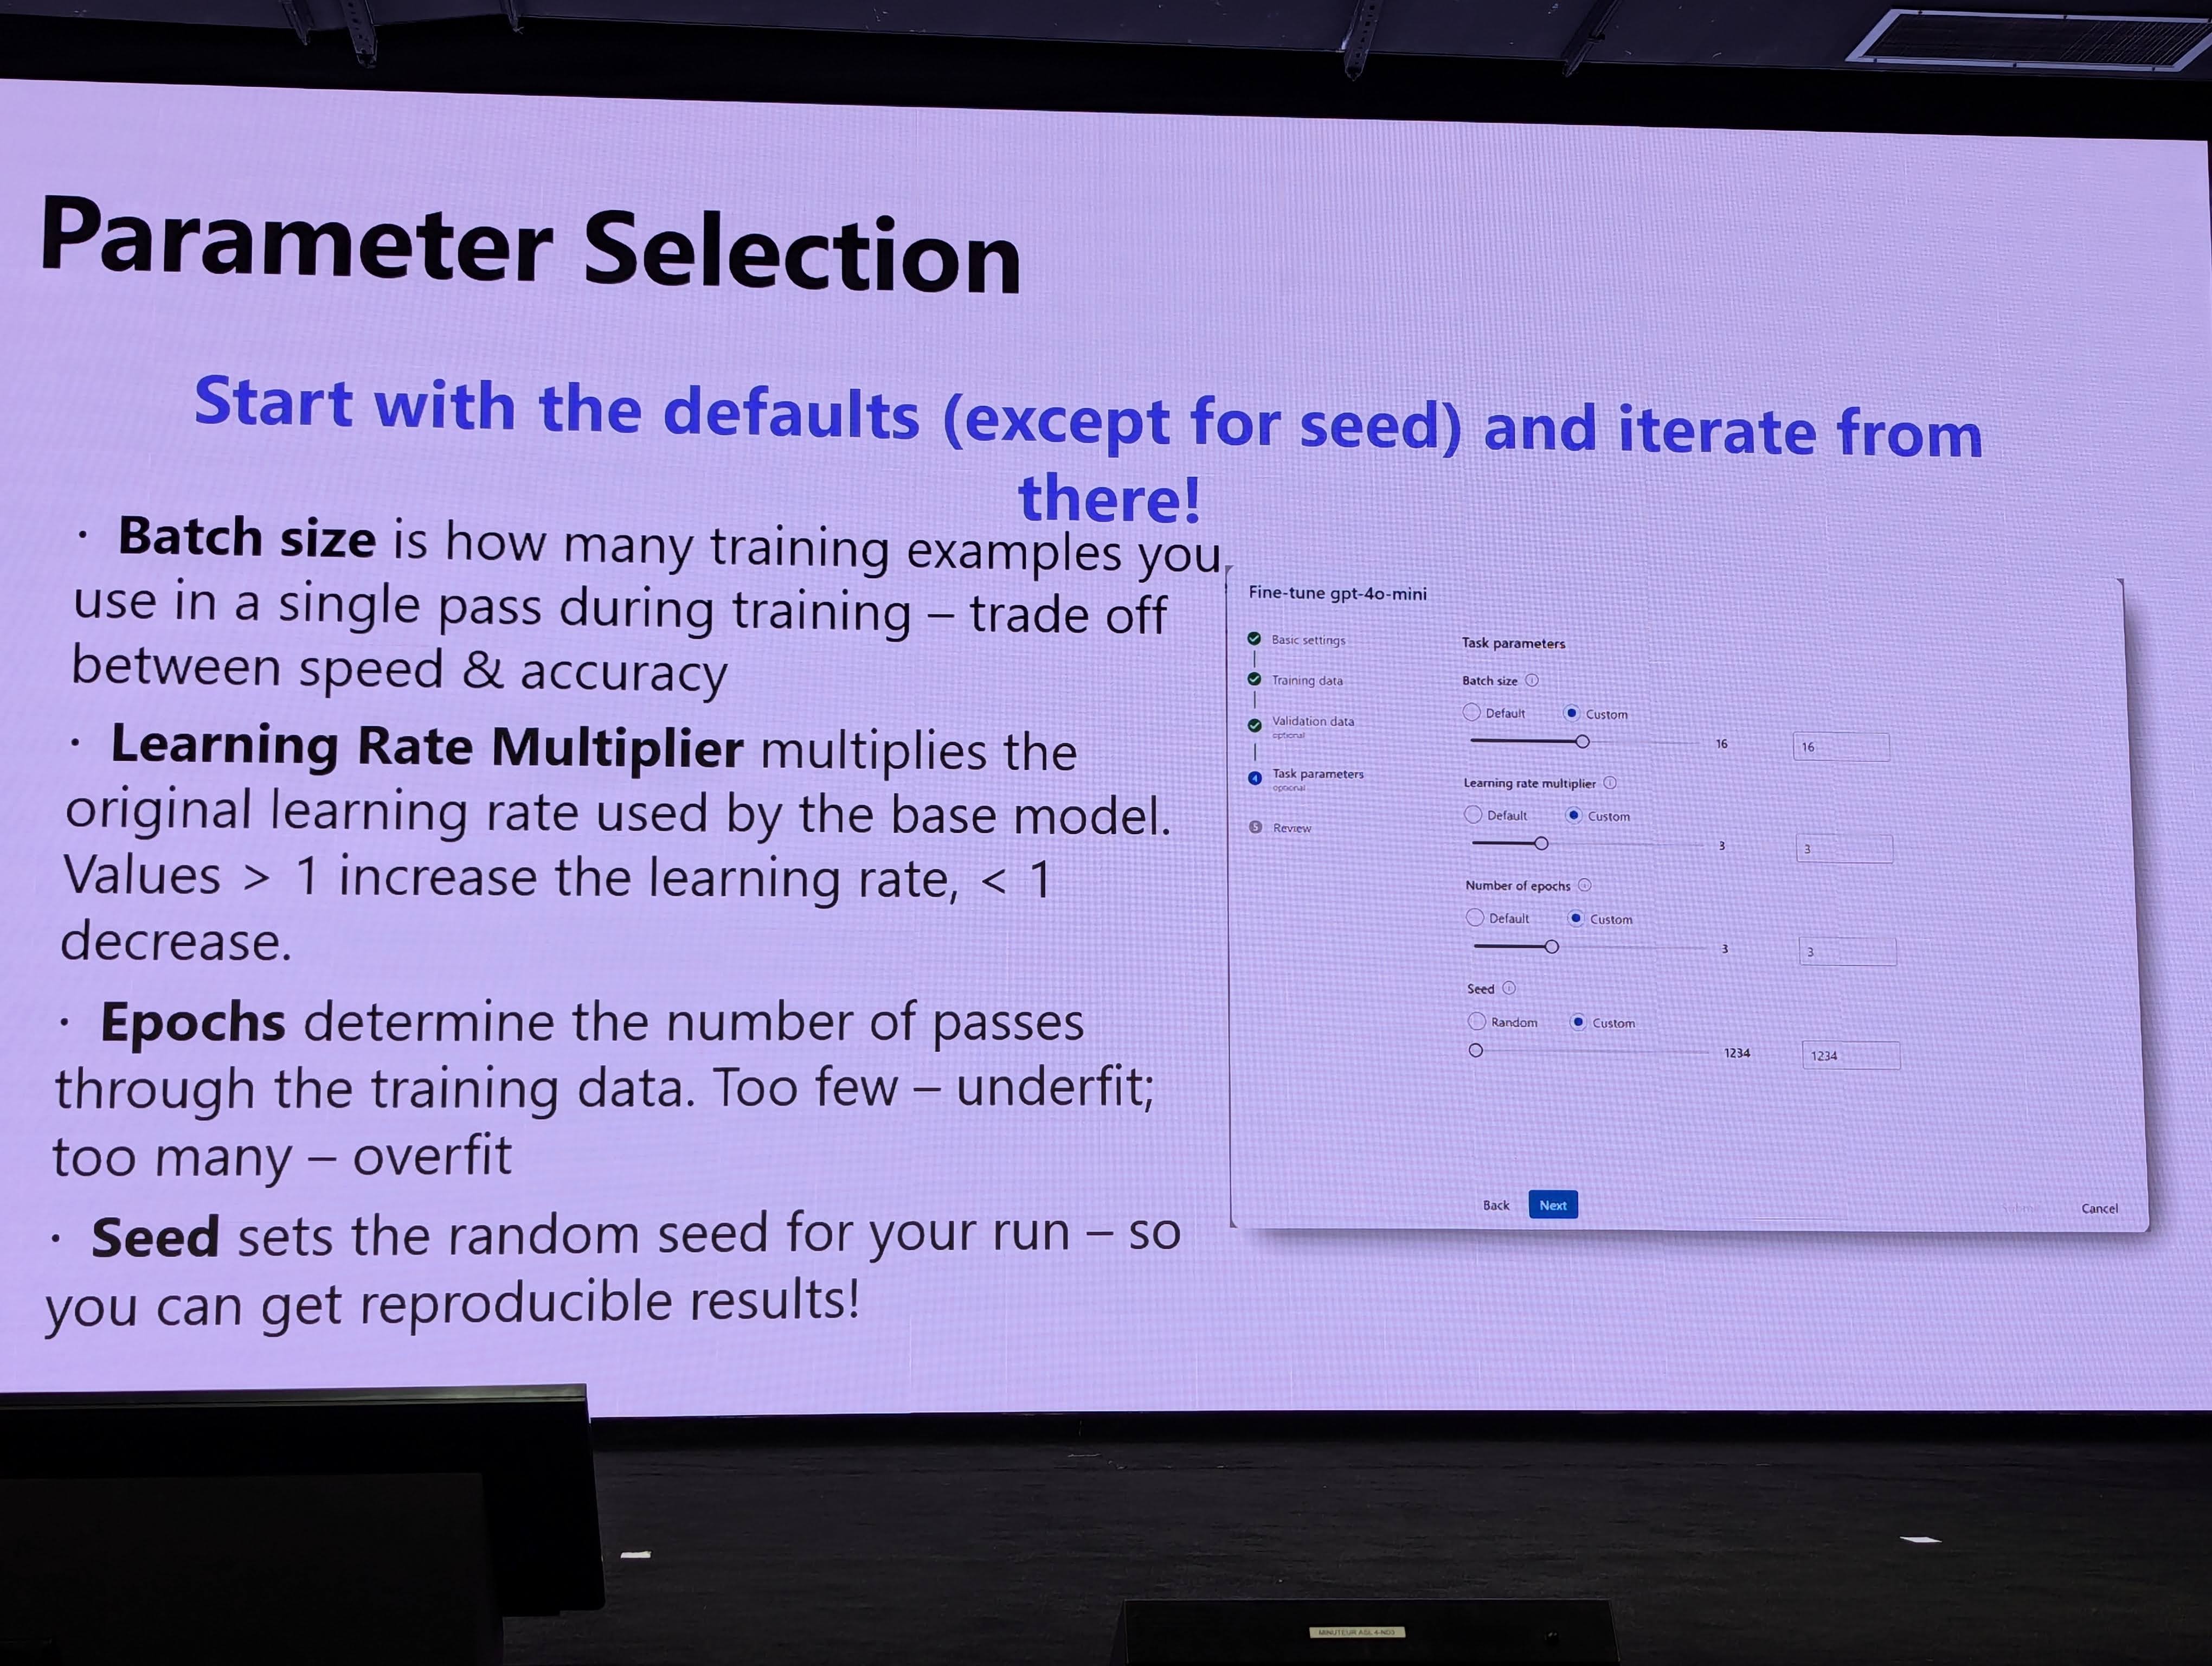 Parameter Selection
Start with the defaults (except for seed) and iterate from
there!
· Batch size is how many training examples you
use in a single pass during training – trade off
between speed & accuracy
· Learning Rate Multiplier multiplies the
original learning rate used by the base model.
Values > 1 increase the learning rate, < 1
decrease.
· Epochs determine the number of passes
through the training data. Too few – underfit;
too many – overfit
· Seed sets the random seed for your run – so
you can get reproducible results!
Fine-tune gpt-4o-mini
Basic settings
Training data
Validation data
optional
4 Task parameters
optional
5 Review
Task parameters
Batch size
Default Custom
16 16
Learning rate multiplier
Default Custom
3 3
Number of epochs
Default Custom
3 3
Seed
Random Custom
1234 1234
Back Next Submit Cancel